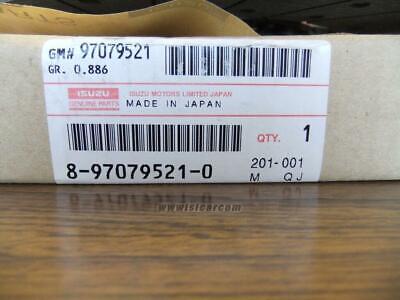 GM# 97079521
GR. 0.886
ISUZU
GENUINE PARTS
ISUZU MOTORS LIMITED JAPAN
MADE IN JAPAN
QTY. 1
8-97079521-0
201-001
M QJ
www.isicar.com